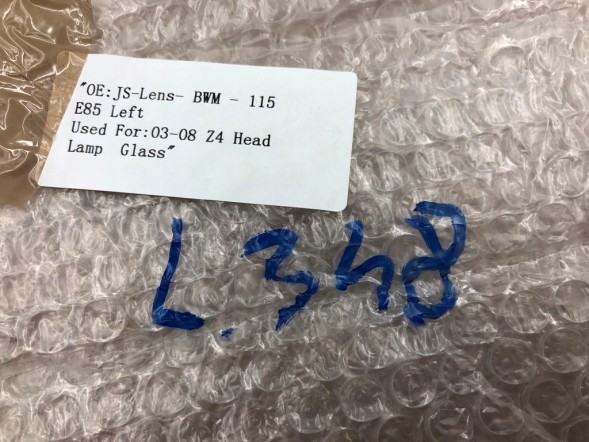 "OE:JS-Lens- BWM - 115
E85 Left
Used For:03-08 Z4 Head
Lamp Glass"
L.348